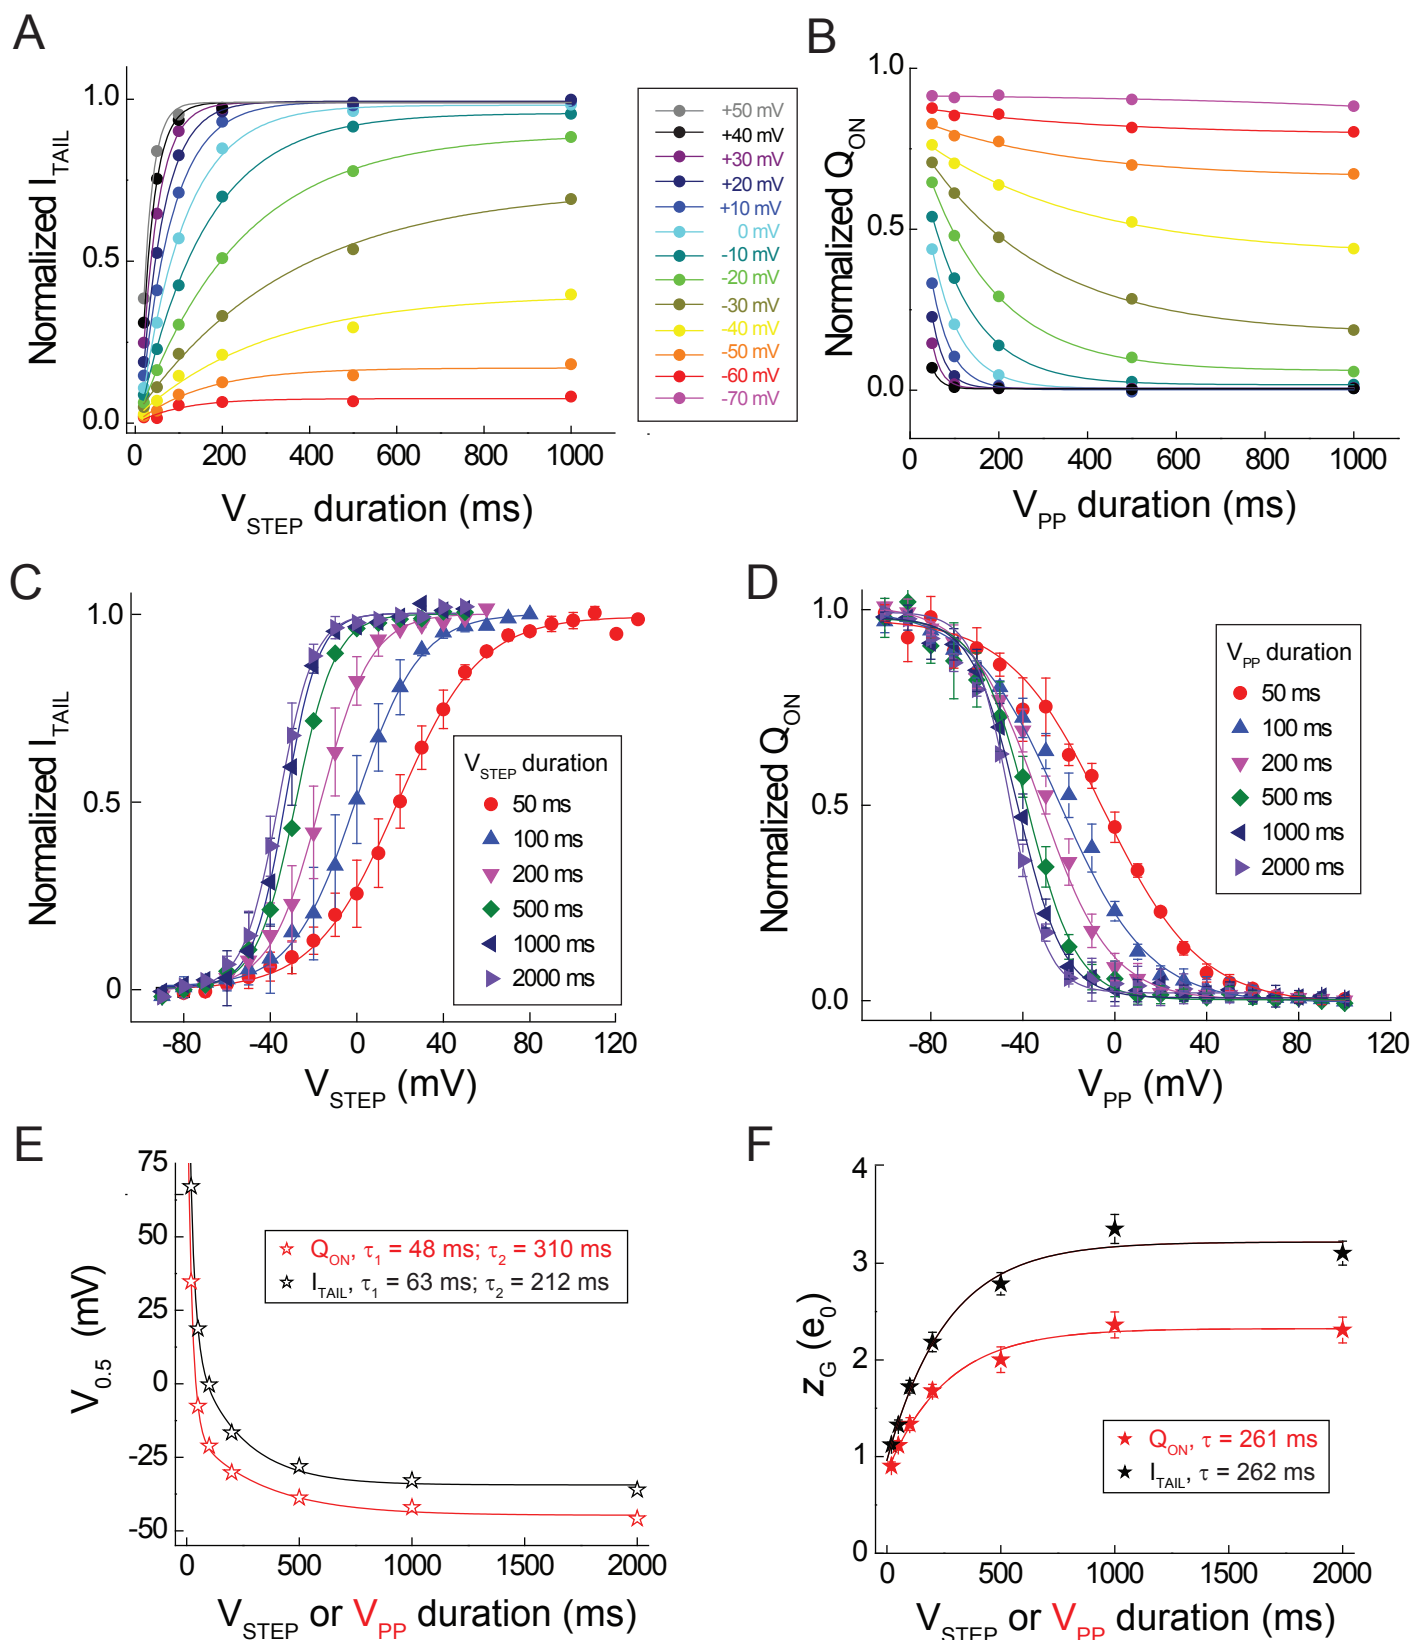 A
Normalized I_TAIL
1.0
0.5
0.0
0 200 400 600 800 1000
V_STEP duration (ms)
+50 mV
+40 mV
+30 mV
+20 mV
+10 mV
0 mV
-10 mV
-20 mV
-30 mV
-40 mV
-50 mV
-60 mV
-70 mV
B
Normalized Q_ON
1.0
0.5
0.0
0 200 400 600 800 1000
V_PP duration (ms)
C
Normalized I_TAIL
1.0
0.5
0
-80 -40 0 40 80 120
V_STEP (mV)
V_STEP duration
50 ms
100 ms
200 ms
500 ms
1000 ms
2000 ms
D
Normalized Q_ON
1.0
0.5
0.0
-80 -40 0 40 80 120
V_PP (mV)
V_PP duration
50 ms
100 ms
200 ms
500 ms
1000 ms
2000 ms
E
V_0.5 (mV)
75
50
25
0
-25
-50
0 500 1000 1500 2000
V_STEP or V_PP duration (ms)
Q_ON, τ_1 = 48 ms; τ_2 = 310 ms
I_TAIL, τ_1 = 63 ms; τ_2 = 212 ms
F
z_G (e_0)
4
3
2
1
0
0 500 1000 1500 2000
V_STEP or V_PP duration (ms)
Q_ON, τ = 261 ms
I_TAIL, τ = 262 ms